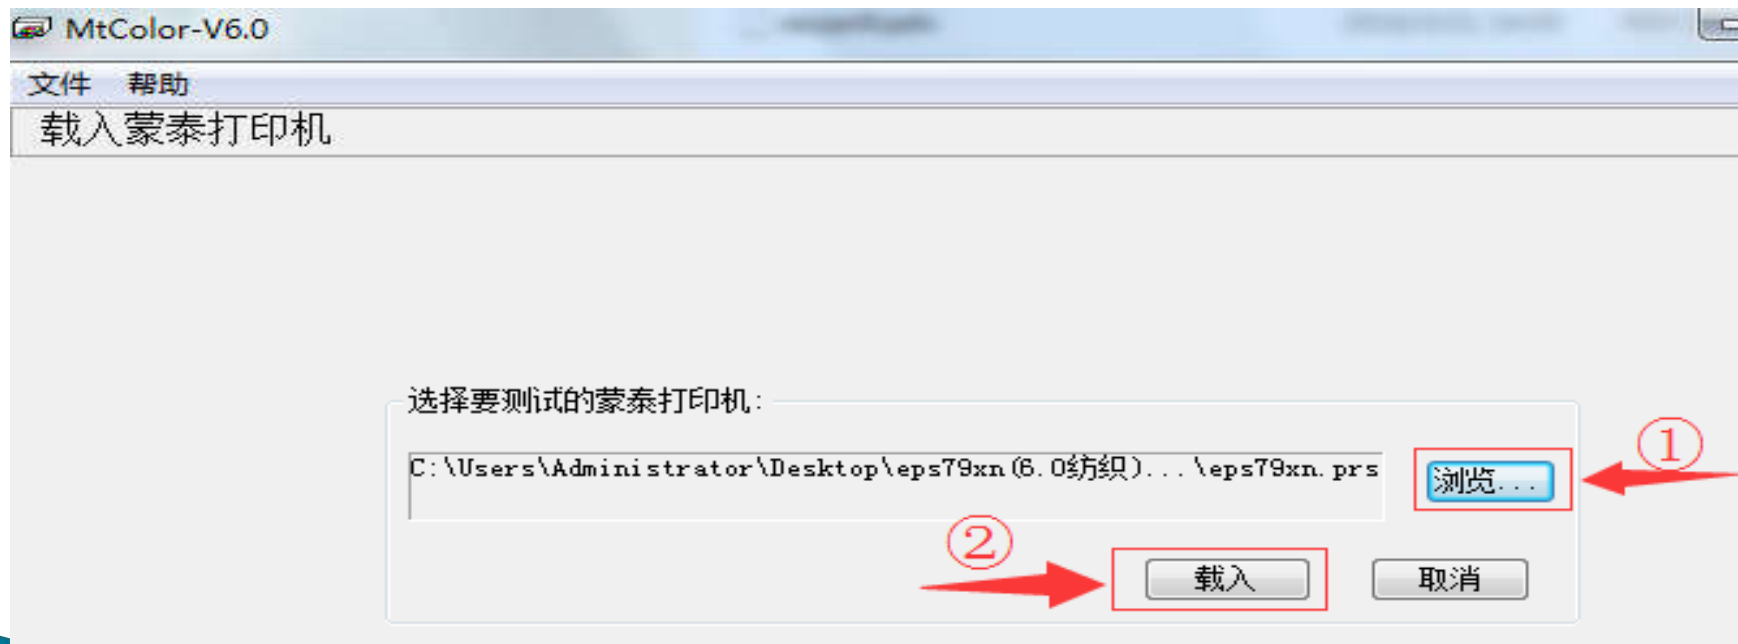 MtColor-V6.0
文件 帮助
载入蒙泰打印机
选择要测试的蒙泰打印机:
①
C:\Users\Administrator\Desktop\eps79xn(6.0纺织)...\eps79xn.prs 浏览...
②
载入 取消